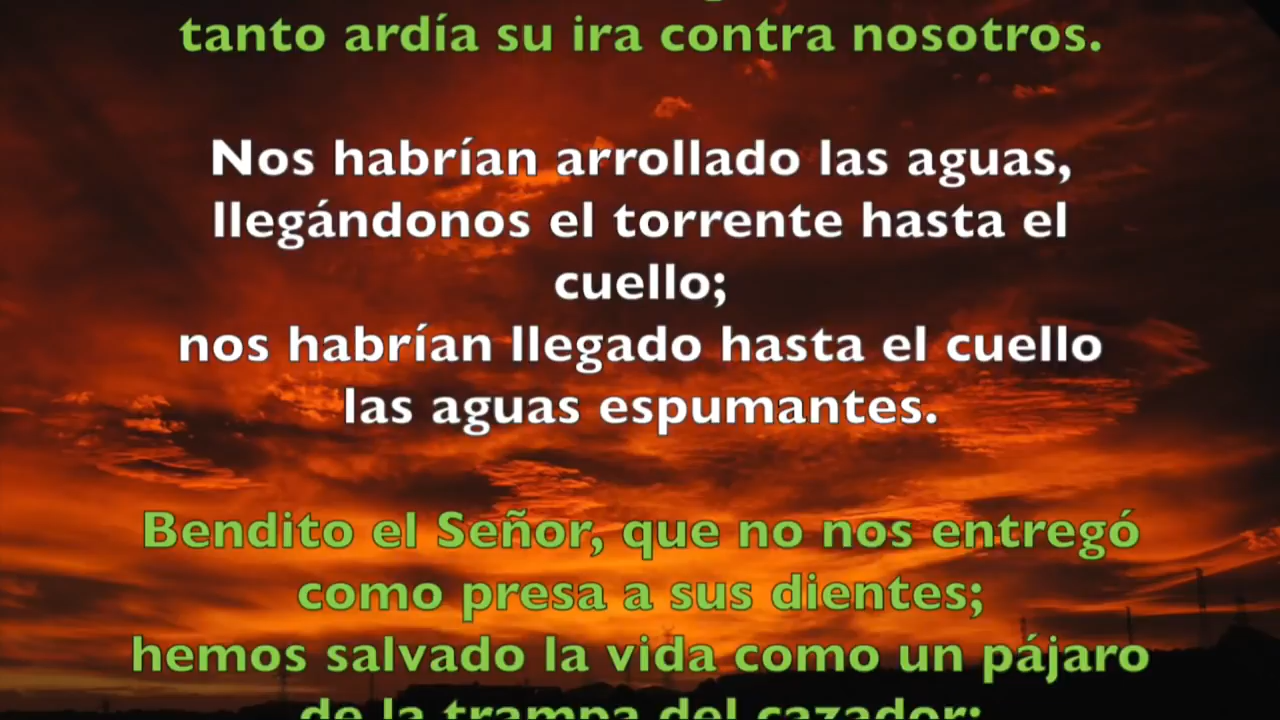 tanto ardía su ira contra nosotros.
Nos habrían arrollado las aguas,
llegándonos el torrente hasta el
cuello;
nos habrían llegado hasta el cuello
las aguas espumantes.
Bendito el Señor, que no nos entregó
como presa a sus dientes;
hemos salvado la vida como un pájaro
de la trampa del cazador: